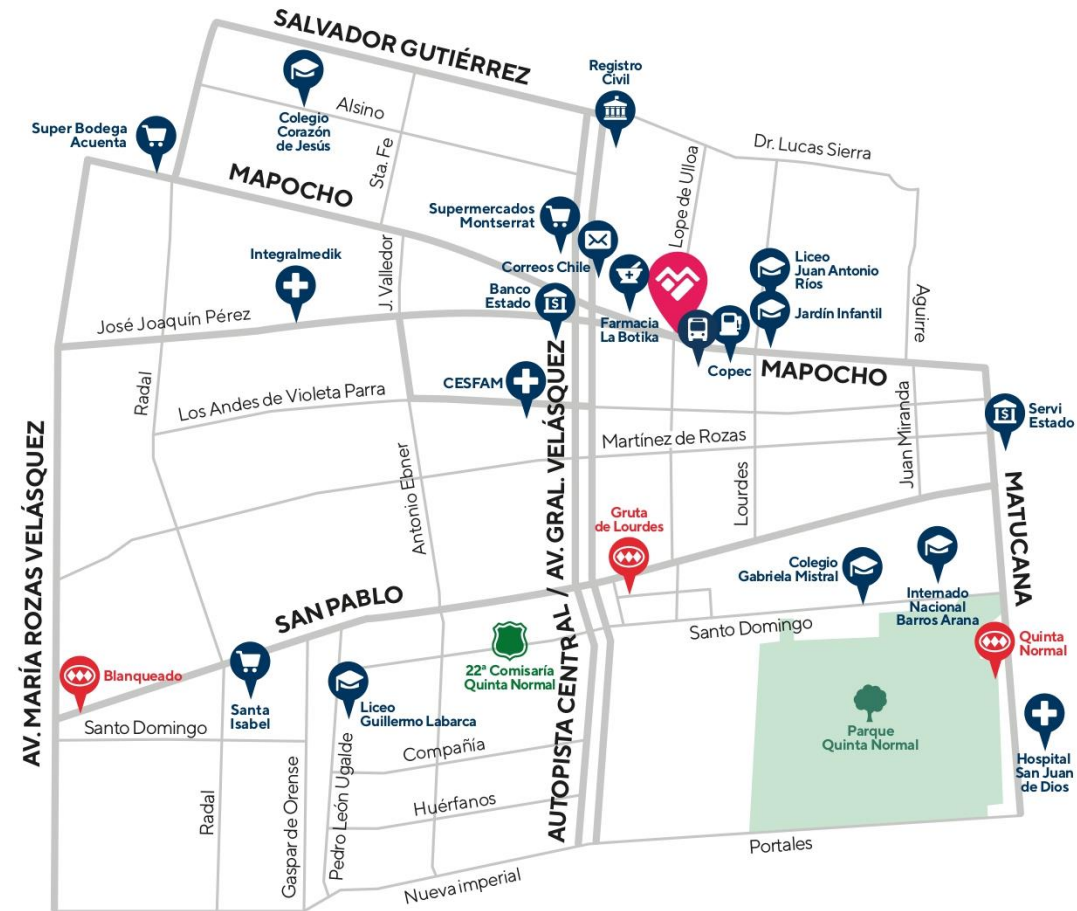 SALVADOR GUTIÉRREZ
Registro
Civil
Alsino
Colegio
Corazón
de Jesús
Super Bodega
Acuenta
Sta. Fe
Dr. Lucas Sierra
MAPOCHO
Lope de Ulloa
Supermercados
Montserrat
Integralmedik
J. Valledor
Correos Chile
Liceo
Juan Antonio
Ríos
Banco
Estado
José Joaquín Pérez
Farmacia
La Botika
Jardín Infantil
Aguirre
Copec
MAPOCHO
Radal
CESFAM
Los Andes de Violeta Parra
Servi
Estado
Martínez de Rozas
Juan Miranda
AV. MARÍA ROZAS VELÁSQUEZ
Antonio Ebner
AUTOPISTA CENTRAL / AV. GRAL. VELÁSQUEZ
Lourdes
MATUCANA
Gruta
de Lourdes
Colegio
Gabriela Mistral
Internado
Nacional
Barros Arana
SAN PABLO
Santo Domingo
Quinta
Normal
Blanqueado
22ª Comisaría
Quinta Normal
Santa
Isabel
Liceo
Guillermo Labarca
Santo Domingo
Parque
Quinta Normal
Compañía
Hospital
San Juan
de Dios
Radal
Gaspar de Orense
Pedro León Ugalde
Huérfanos
Portales
Nueva imperial